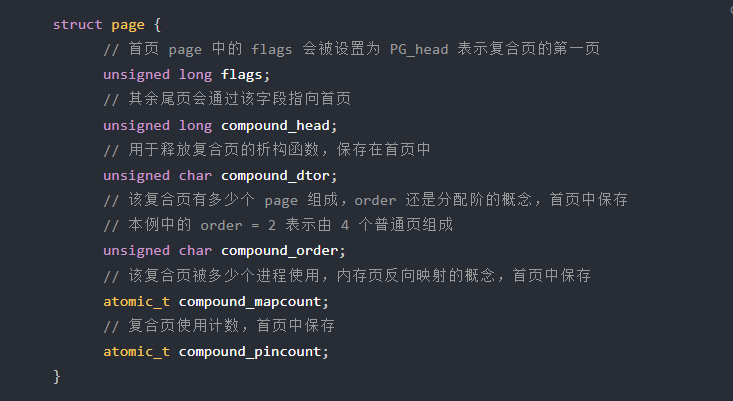 struct page {
// 首页 page 中的 flags 会被设置为 PG_head 表示复合页的第一页
unsigned long flags;
// 其余尾页会通过该字段指向首页
unsigned long compound_head;
// 用于释放复合页的析构函数，保存在首页中
unsigned char compound_dtor;
// 该复合页有多少个 page 组成，order 还是分配阶的概念，首页中保存
// 本例中的 order = 2 表示由 4 个普通页组成
unsigned char compound_order;
// 该复合页被多少个进程使用，内存页反向映射的概念，首页中保存
atomic_t compound_mapcount;
// 复合页使用计数，首页中保存
atomic_t compound_pincount;
}